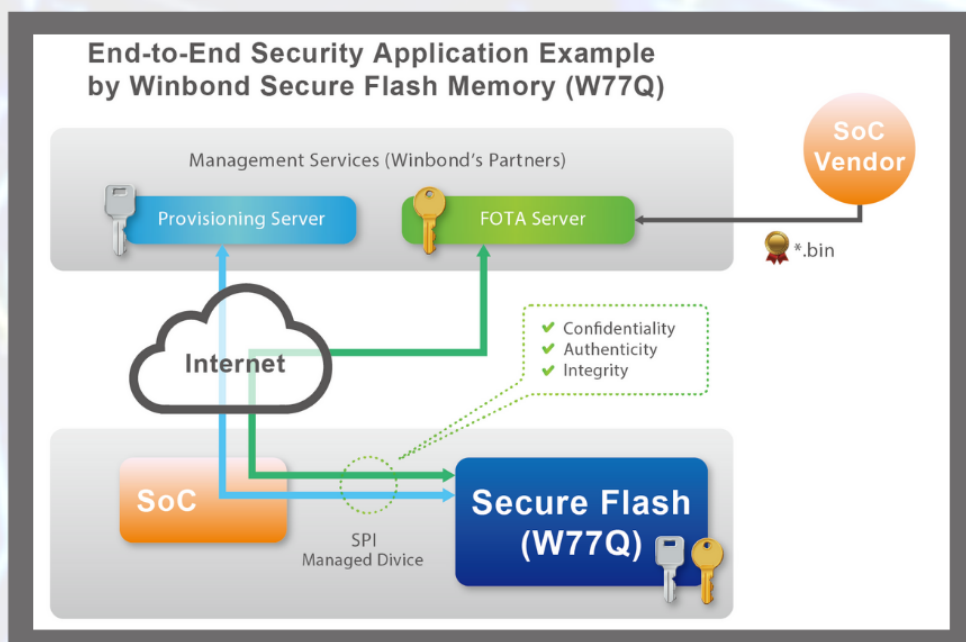 End-to-End Security Application Example
by Winbond Secure Flash Memory (W77Q)
Management Services (Winbond's Partners)
SoC
Vendor
Provisioning Server
FOTA Server
*.bin
Confidentiality
Authenticity
Integrity
Internet
SoC
Secure Flash
(W77Q)
SPI
Managed Divice